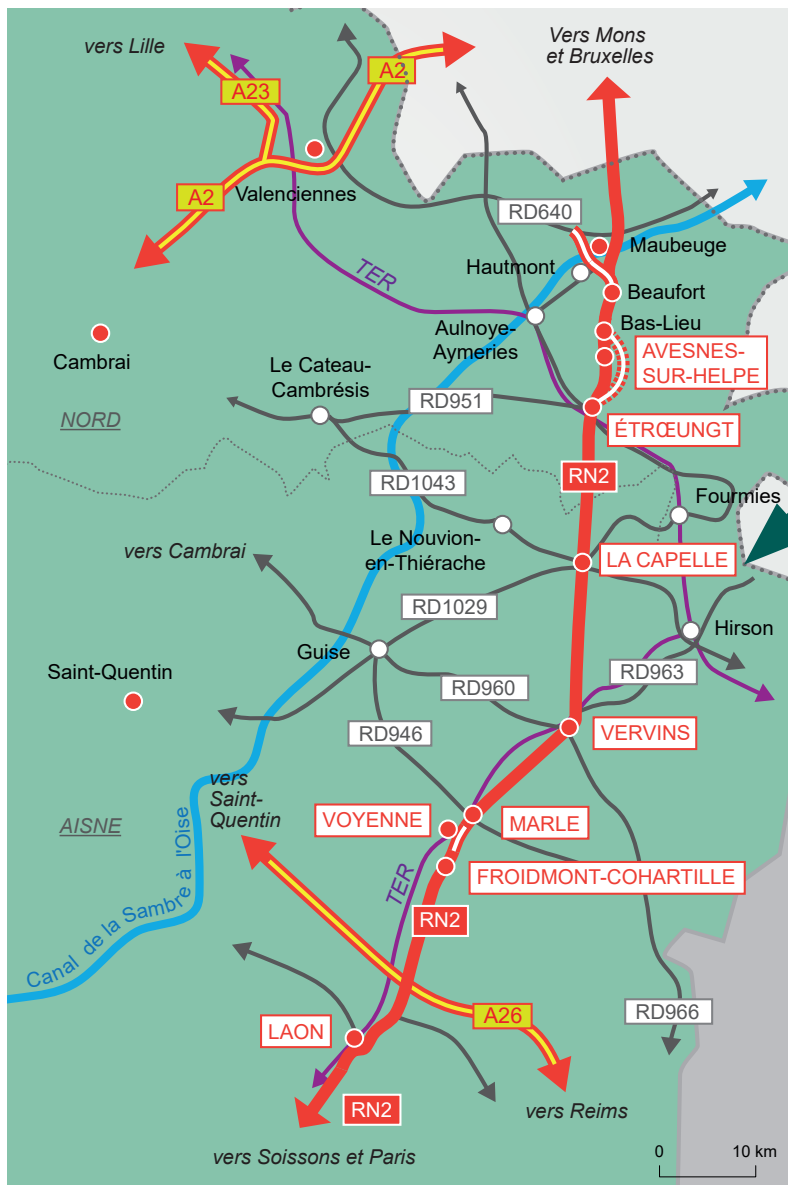 vers Lille
Vers Mons
et Bruxelles
A2
A23
Valenciennes
A2
RD640
Maubeuge
Hautmont
TER
Beaufort
Bas-Lieu
Aulnoye-
Aymeries
AVESNES-
SUR-HELPE
Cambrai
Le Cateau-
Cambrésis
RD951
NORD
ÉTRŒUNGT
RN2
RD1043
Fournies
vers Cambrai
Le Nouvion-
en-Thiérache
LA CAPELLE
RD1029
Hirson
Guise
Saint-Quentin
RD963
RD960
RD946
VERVINS
vers
Saint-
Quentin
AISNE
VOYENNE
MARLE
TER
FROIDMONT-COHARTILLE
RN2
Canal de la Sambre à l'Oise
A26
RD966
LAON
RN2
vers Reims
vers Soissons et Paris
0 10 km